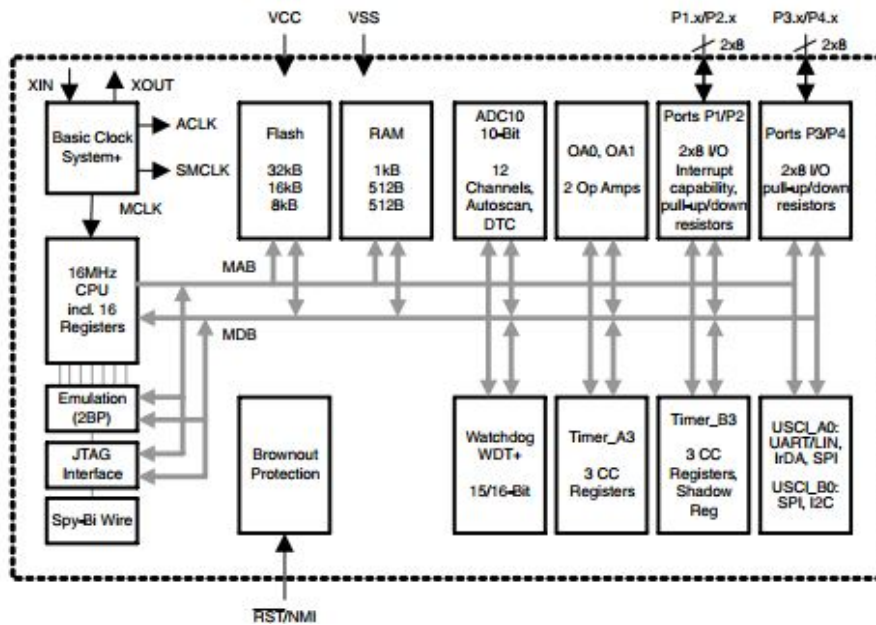 VCC
VSS
P1.x/P2.x
2x8
P3.x/P4.x
2x8
XIN
XOUT
Basic Clock
System+
ACLK
SMCLK
MCLK
Flash
32kB
16kB
8kB
RAM
1kB
512B
512B
ADC10
10-Bit
12
Channels,
Autoscan,
DTC
OA0, OA1
2 Op Amps
Ports P1/P2
2x8 I/O
Interrupt
capability,
pull-up/down
resistors
Ports P3/P4
2x8 I/O
pull-up/down
resistors
16MHz
CPU
incl. 16
Registers
MAB
MDB
Emulation
(2BP)
JTAG
Interface
Spy-Bi Wire
Brownout
Protection
Watchdog
WDT+
15/16-Bit
Timer_A3
3 CC
Registers
Timer_B3
3 CC
Registers,
Shadow
Reg
USCI_A0:
UART/LIN,
IrDA, SPI
USCI_B0:
SPI, I2C
RST/NMI